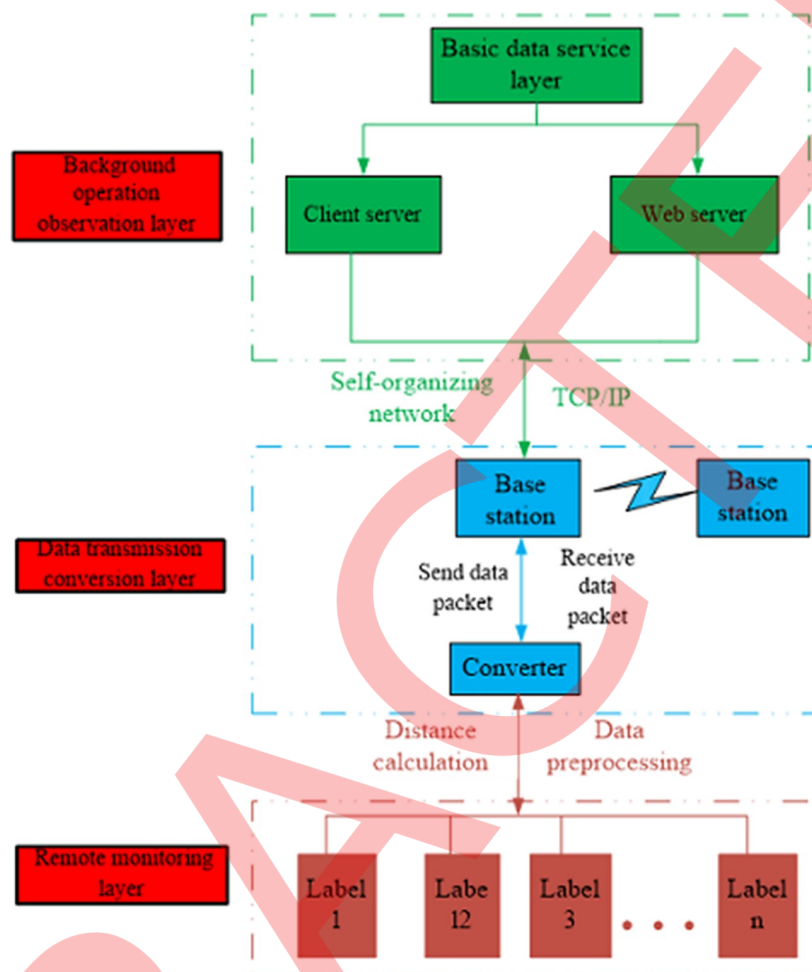 Basic data service
layer
Background
operation
observation layer
Client server
Web server
Self-organizing
network
TCP/IP
Base
station
Base
station
Data transmission
conversion layer
Send data
packet
Receive
data
packet
Converter
Distance
calculation
Data
preprocessing
Remote monitoring
layer
Label
1
Labe
l2
Label
3
Label
n